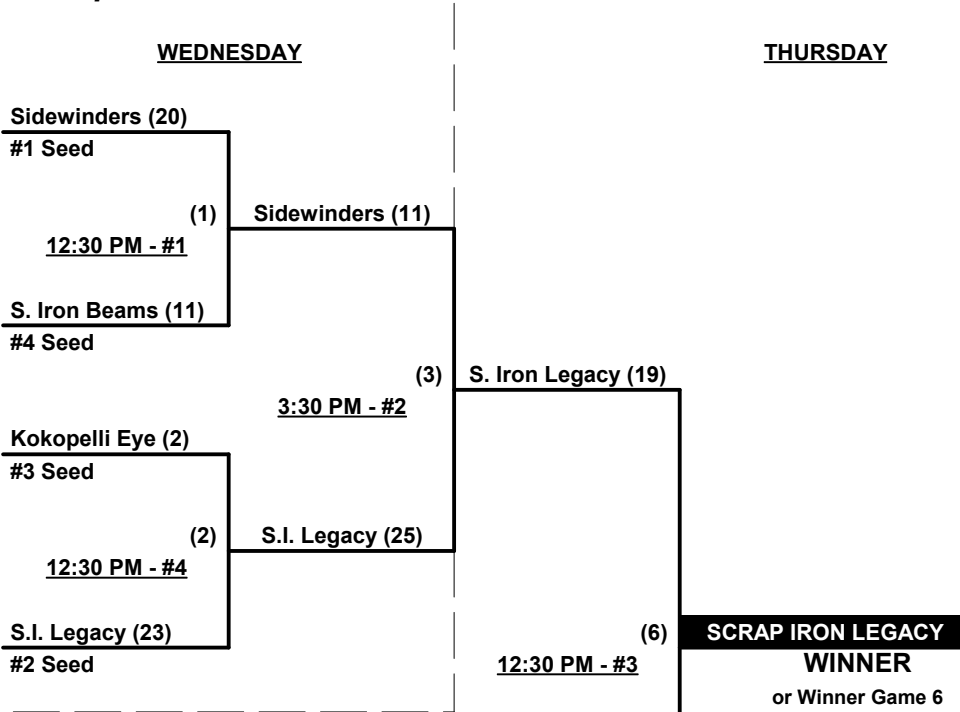 WEDNESDAY
THURSDAY
Sidewinders (20)
#1 Seed
(1)
Sidewinders (11)
12:30 PM - #1
S. Iron Beams (11)
#4 Seed
(3)
S. Iron Legacy (19)
3:30 PM - #2
Kokopelli Eye (2)
#3 Seed
(2)
S.I. Legacy (25)
12:30 PM - #4
S.I. Legacy (23)
#2 Seed
(6)
SCRAP IRON LEGACY
12:30 PM - #3
WINNER
or Winner Game 6